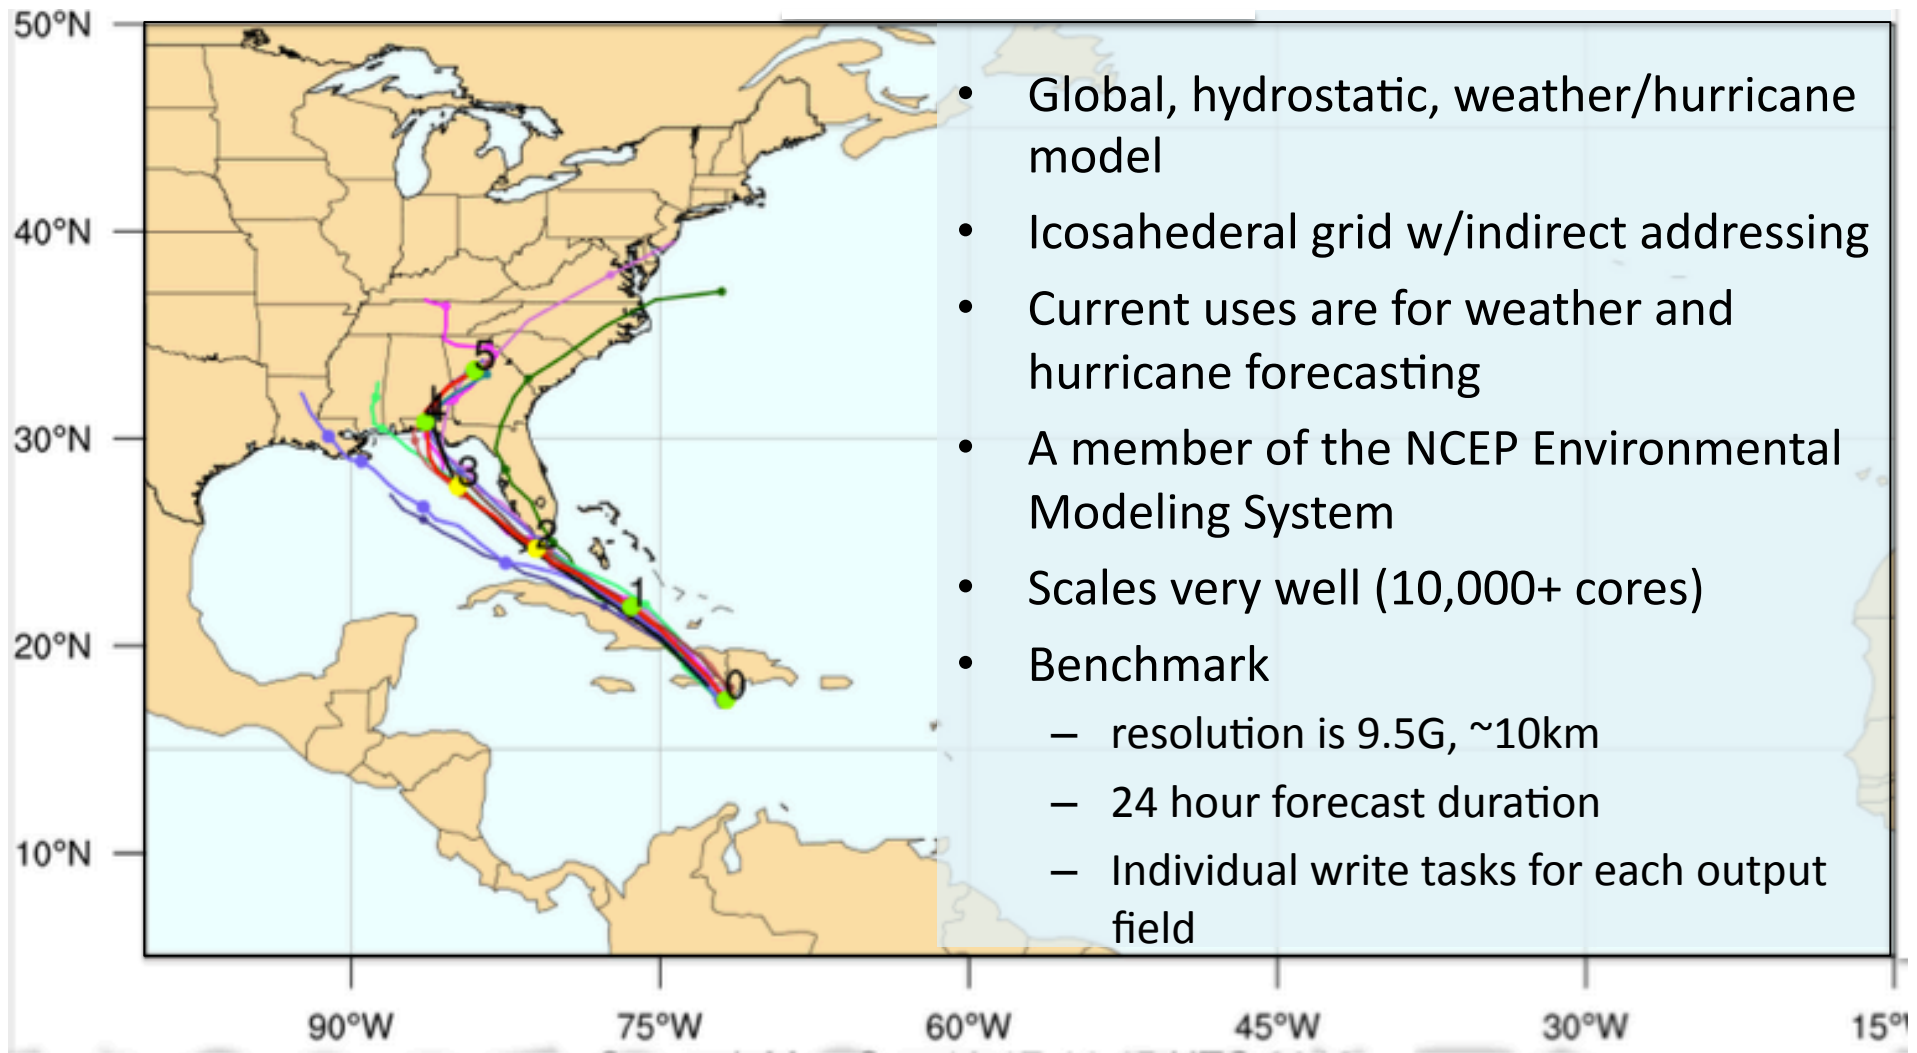 50°N
40°N
30°N
20°N
10°N
5
4
3
2
1
0
• Global, hydrostatic, weather/hurricane
model
• Icosahederal grid w/indirect addressing
• Current uses are for weather and
hurricane forecasting
• A member of the NCEP Environmental
Modeling System
• Scales very well (10,000+ cores)
• Benchmark
– resolution is 9.5G, ~10km
– 24 hour forecast duration
– Individual write tasks for each output
field
90°W 75°W 60°W 45°W 30°W